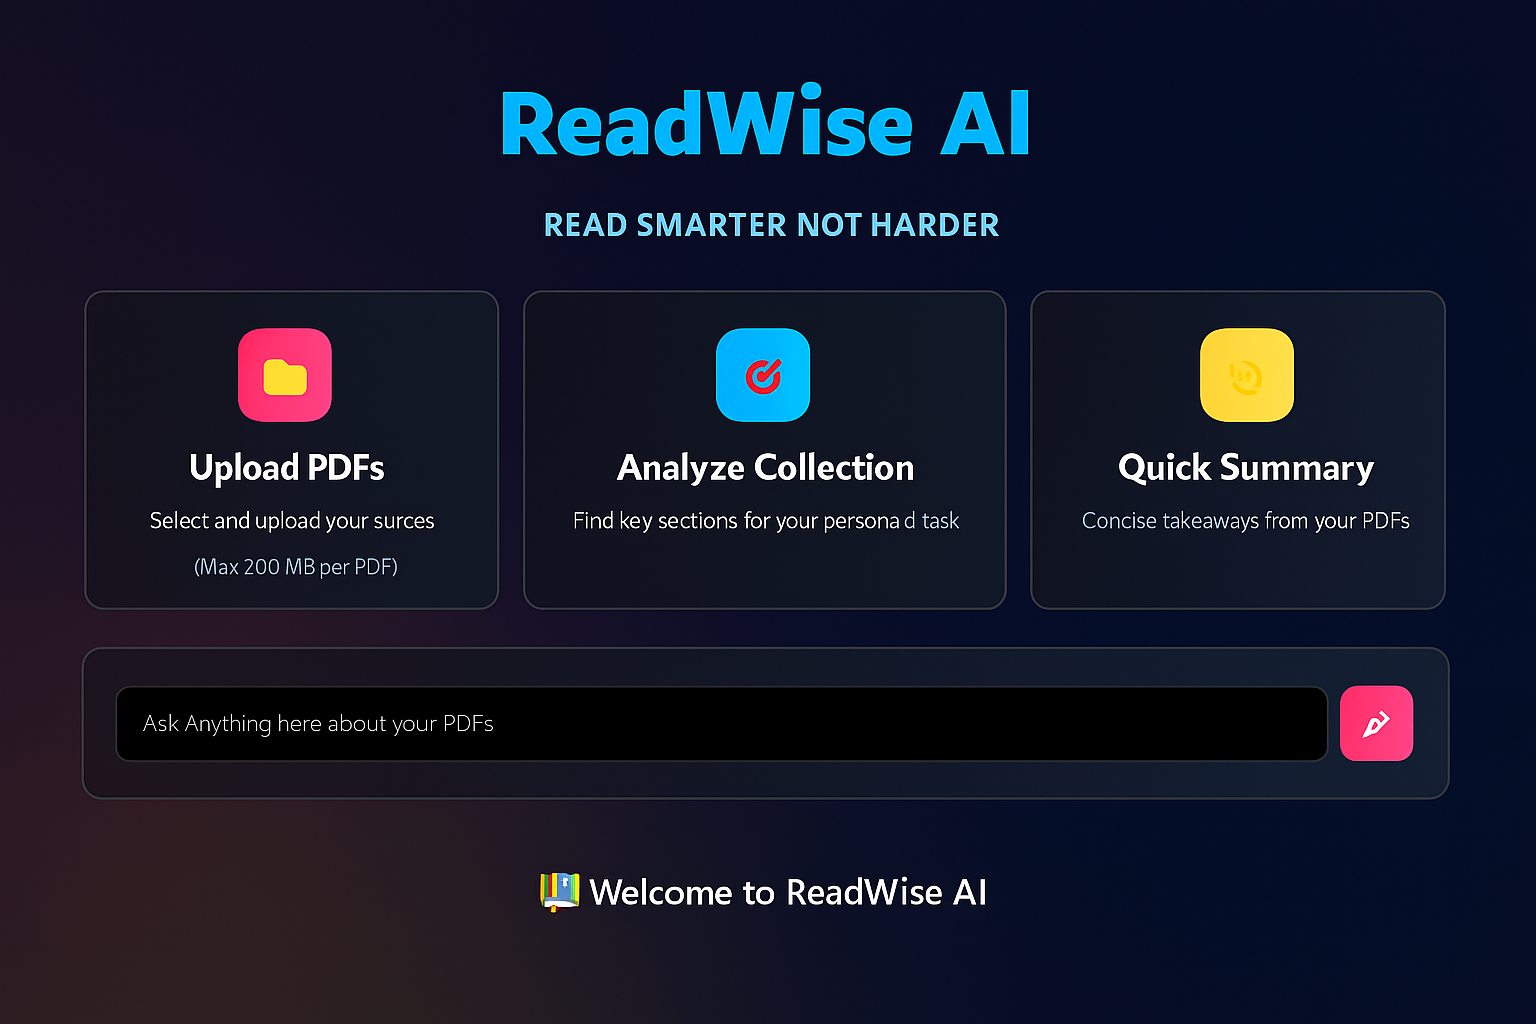 ReadWise AI
READ SMARTER NOT HARDER
Upload PDFs
Select and upload your surces
(Max 200 MB per PDF)
Analyze Collection
Find key sections for your persona d task
Quick Summary
Concise takeaways from your PDFs
Ask Anything here about your PDFs
Welcome to ReadWise AI